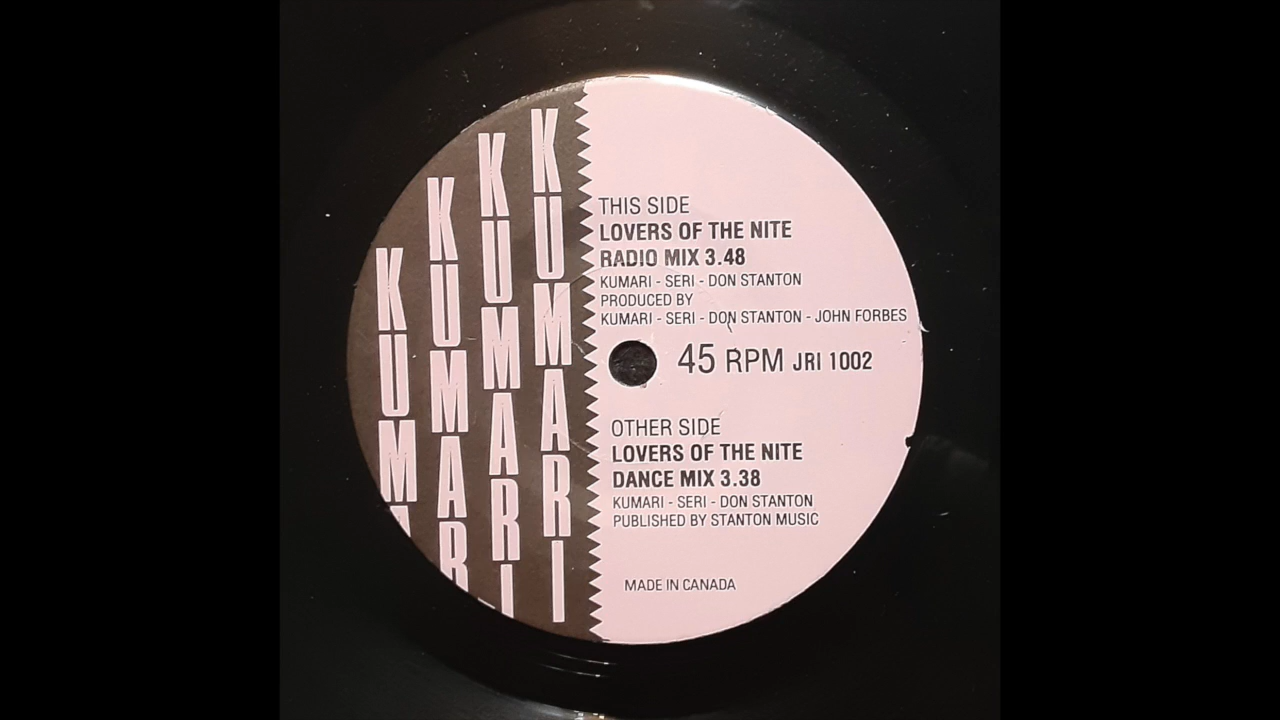 KUMARI
KUMARI
KUMARI
KUMA
THIS SIDE
LOVERS OF THE NITE
RADIO MIX 3.48
KUMARI - SERI - DON STANTON
PRODUCED BY
KUMARI - SERI - DON STANTON - JOHN FORBES
45 RPM JRI 1002
OTHER SIDE
LOVERS OF THE NITE
DANCE MIX 3.38
KUMARI - SERI - DON STANTON
PUBLISHED BY STANTON MUSIC
MADE IN CANADA